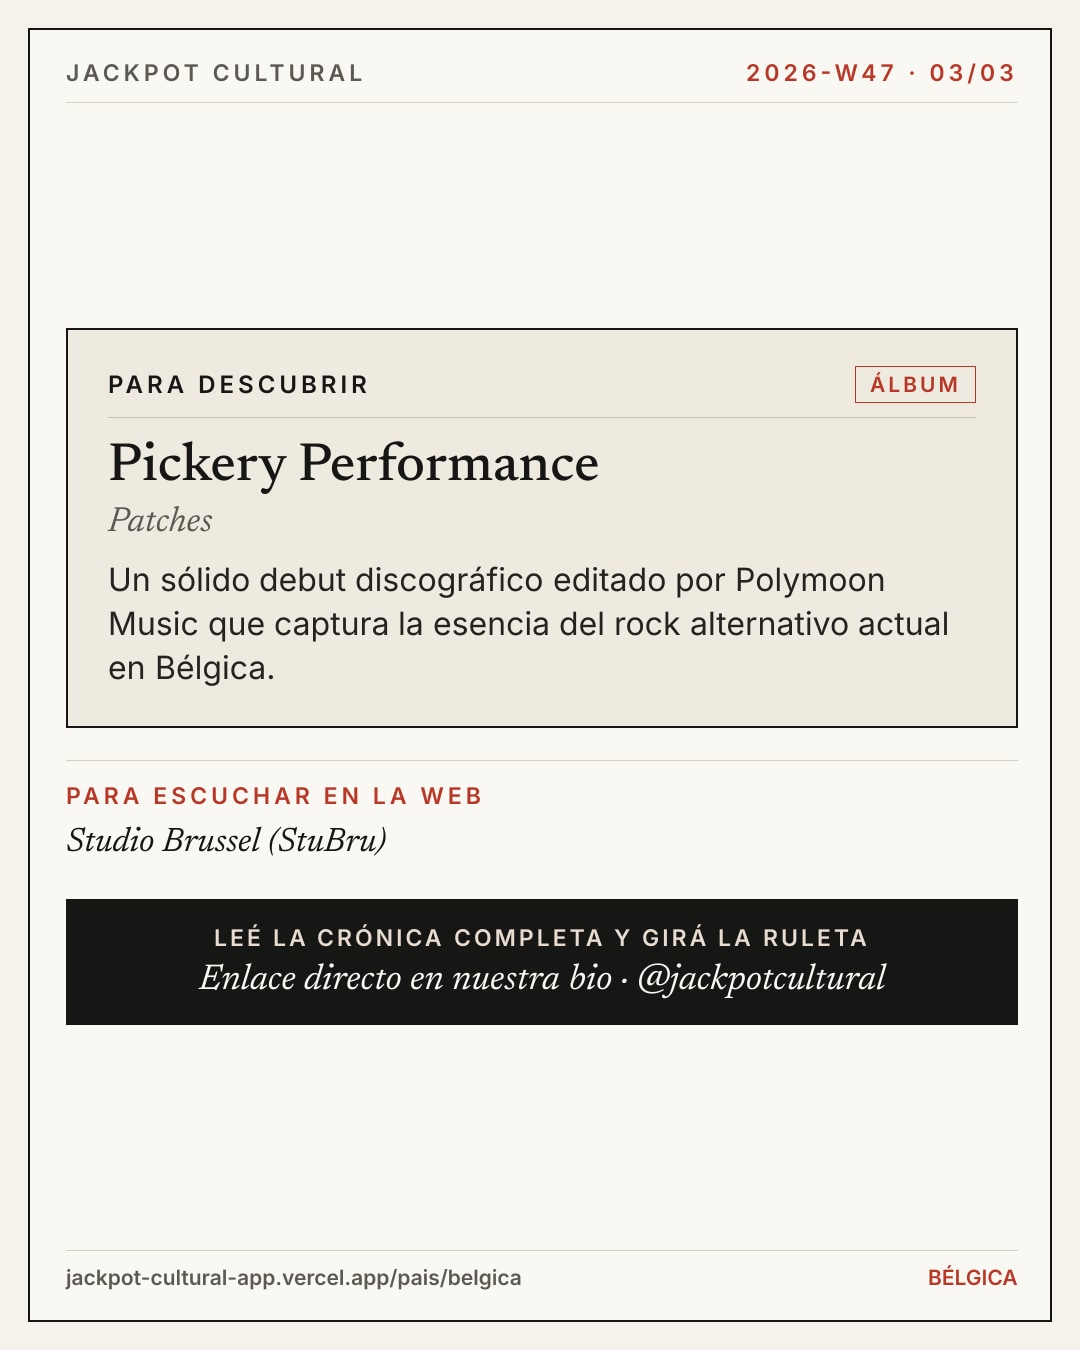 JACKPOT CULTURAL
2026-W47 · 03/03
PARA DESCUBRIR
ÁLBUM
Pickery Performance
Patches
Un sólido debut discográfico editado por Polymoon
Music que captura la esencia del rock alternativo actual
en Bélgica.
PARA ESCUCHAR EN LA WEB
Studio Brussel (StuBru)
LEÉ LA CRÓNICA COMPLETA Y GIRÁ LA RULETA
Enlace directo en nuestra bio · @jackpotcultural
jackpot-cultural-app.vercel.app/pais/belgica
BÉLGICA